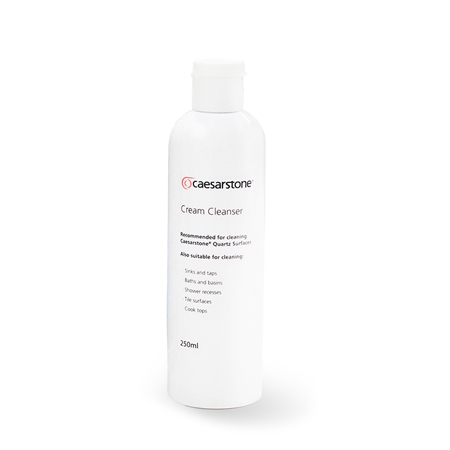 caesarstone™
Cream Cleanser
Recommended for cleaning
Caesarstone® Quartz Surfaces
Also suitable for cleaning:
Sinks and taps
Baths and basins
Shower recesses
Tile surfaces
Cook tops
250ml